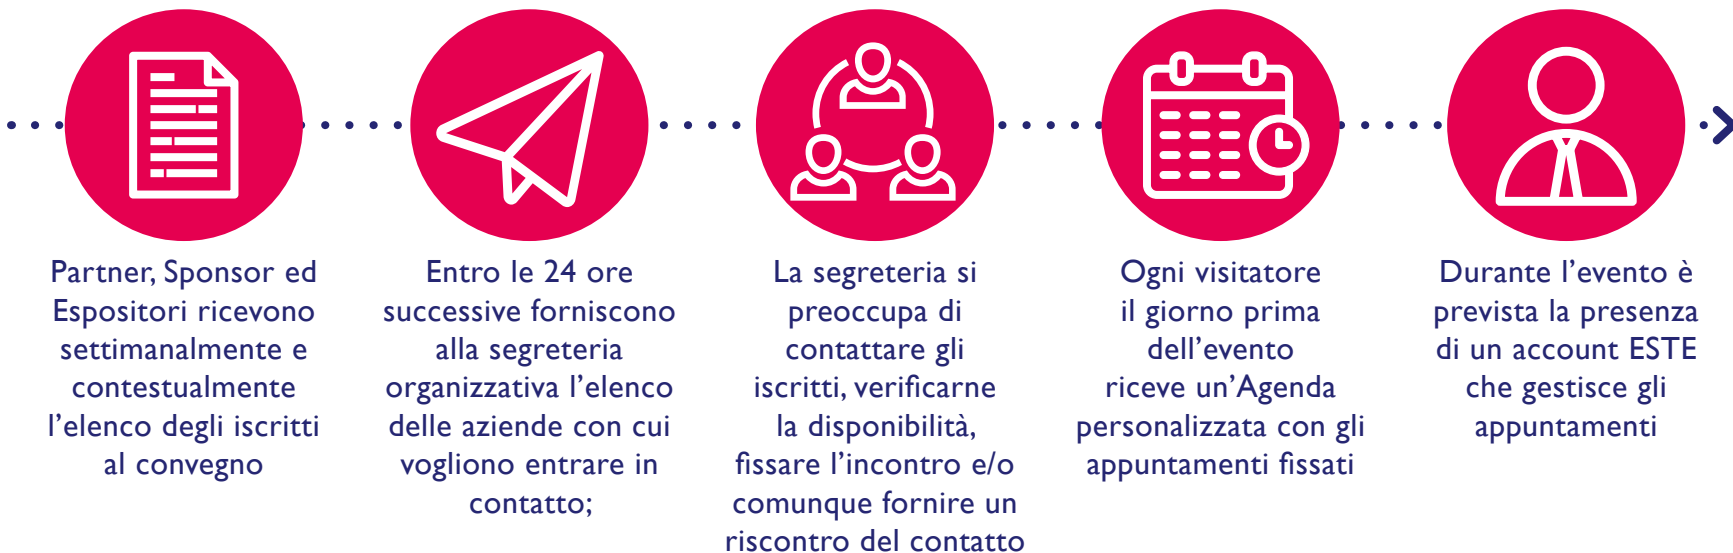 Partner, Sponsor ed
Espositori ricevono
settimanalmente e
contestualmente
l’elenco degli iscritti
al convegno
Entro le 24 ore
successive forniscono
alla segreteria
organizzativa l’elenco
delle aziende con cui
vogliono entrare in
contatto;
La segreteria si
preoccupa di
contattare gli
iscritti, verificarne
la disponibilità,
fissare l’incontro e/o
comunque fornire un
riscontro del contatto
Ogni visitatore
il giorno prima
dell’evento
riceve un’Agenda
personalizzata con gli
appuntamenti fissati
Durante l’evento è
prevista la presenza
di un account ESTE
che gestisce gli
appuntamenti